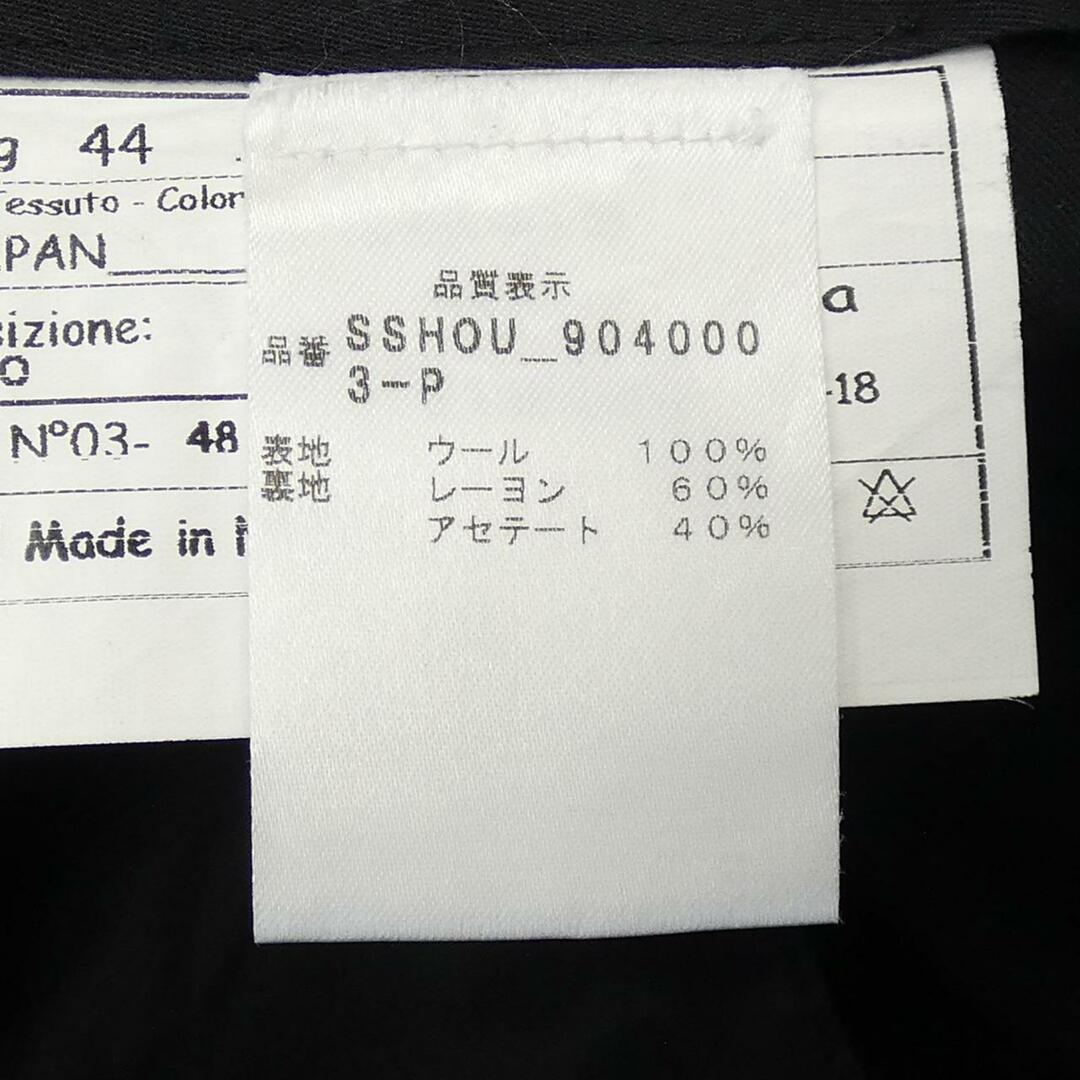 44
Tessuto - Color
PAN
izione:
O
N°03- 48
Made in
品質表示
品番 SSHOU_904000
3-P
表地 ウール 100%
裏地 レーヨン 60%
アセテート 40%
a
-18